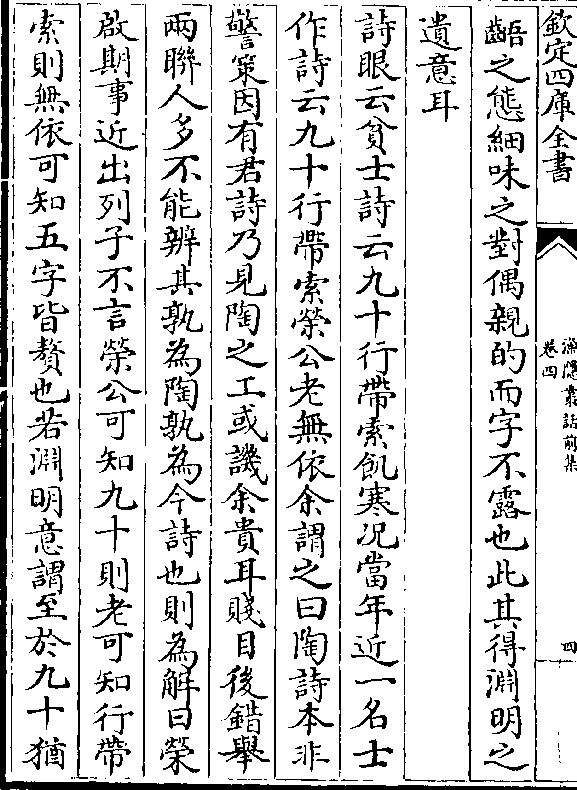 欽定四庫全書
漁隱叢話前集
卷四
四
齬之態細味之對偶親的而字不露也此其得淵明之
遺意耳
詩眼云貧士詩云九十行帶索飢寒况當年近一名士
作詩云九十行帶索榮公老無依余謂之曰陶詩本非
警策因有君詩乃見陶之工或譏余貴耳賤目後錯舉
兩聯人多不能辨其孰為陶孰為今詩也則為解曰榮
啟期事近出列子不言榮公可知九十則老可知行帶
索則無依可知五字皆贅也若淵明意謂至於九十猶